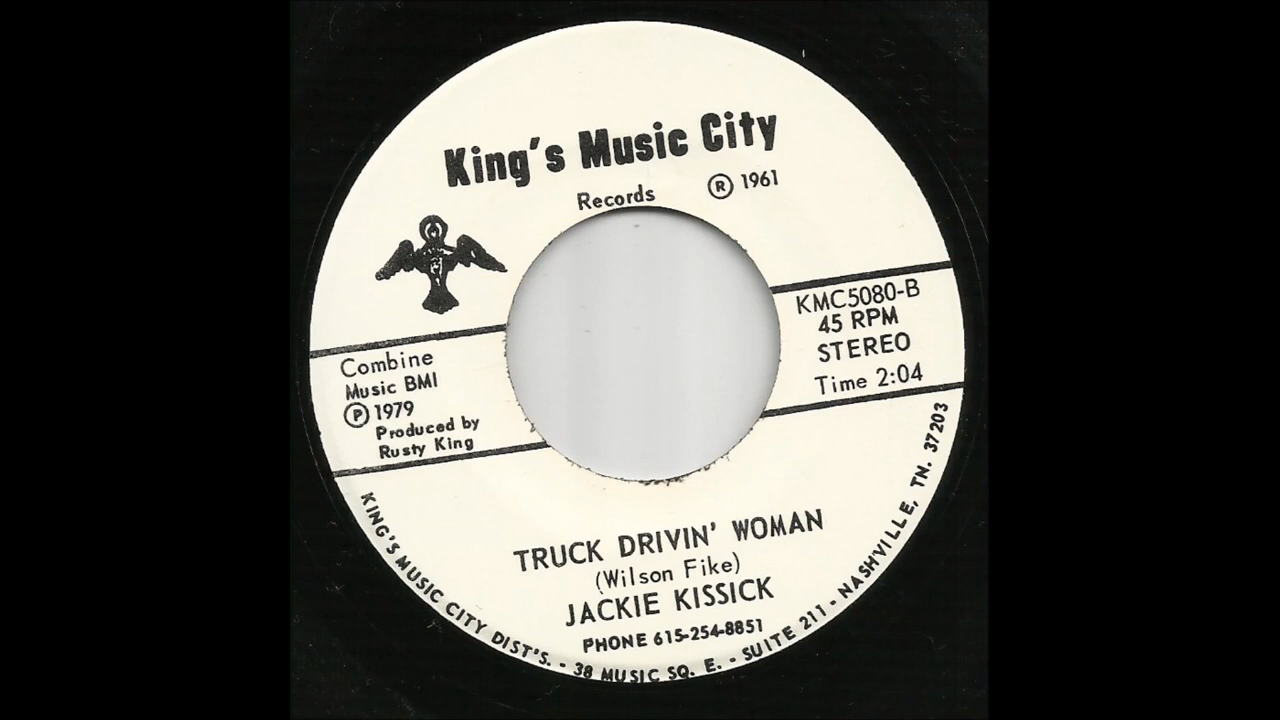 King's Music City
Records ® 1961
Combine
Music BMI
℗ 1979
Produced by
Rusty King
KMC5080-B
45 RPM
STEREO
Time 2:04
TRUCK DRIVIN' WOMAN
(Wilson Fike)
JACKIE KISSICK
PHONE 615-254-8851
KING'S MUSIC CITY DIST'S. - 38 MUSIC SQ. E. - SUITE 211 - NASHVILLE, TN. 37203